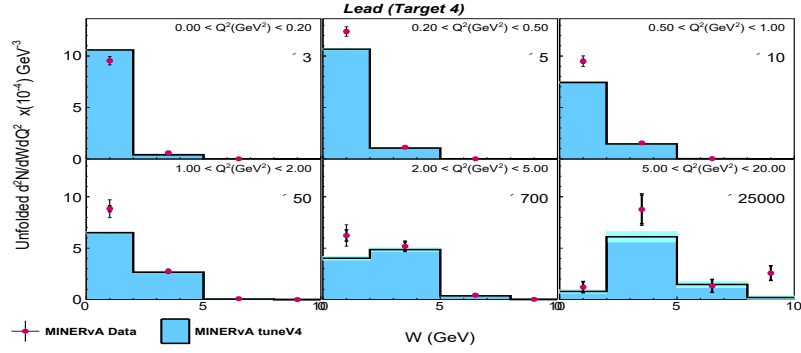 Lead (Target 4)
0.00 < Q²(GeV²) < 0.20
0.20 < Q²(GeV²) < 0.50
0.50 < Q²(GeV²) < 1.00
´ 3
´ 5
´ 10
10
5
0
1.00 < Q²(GeV²) < 2.00
2.00 < Q²(GeV²) < 5.00
5.00 < Q²(GeV²) < 20.00
´ 50
´ 700
´ 25000
10
5
0
0 5 10 0 5 10 0 5 10
Unfolded d²N/dWdQ² x(10⁻⁴) GeV⁻³
W (GeV)
MINERvA Data
MINERvA tuneV4